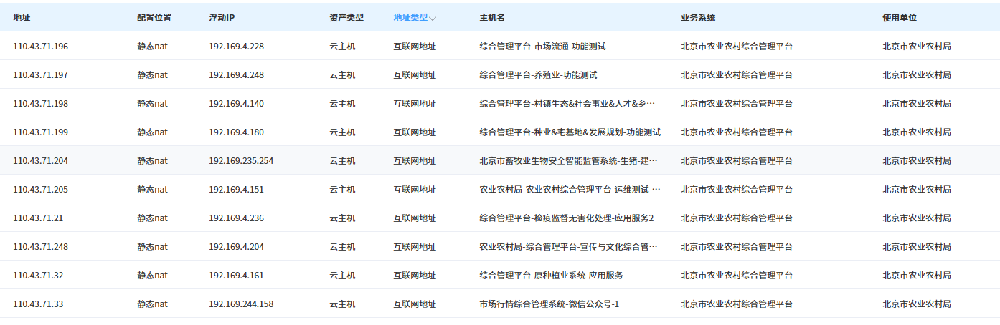 地址 配置位置 浮动IP 资产类型 地址类型 主机名 业务系统 使用单位
110.43.71.196 静态nat 192.169.4.228 云主机 互联网地址 综合管理平台-市场流通-功能测试 北京市农业农村综合管理平台 北京市农业农村局
110.43.71.197 静态nat 192.169.4.248 云主机 互联网地址 综合管理平台-养殖业-功能测试 北京市农业农村综合管理平台 北京市农业农村局
110.43.71.198 静态nat 192.169.4.140 云主机 互联网地址 综合管理平台-村镇生态&社会事业&人才&乡… 北京市农业农村综合管理平台 北京市农业农村局
110.43.71.199 静态nat 192.169.4.180 云主机 互联网地址 综合管理平台-种业&宅基地&发展规划-功能测试 北京市农业农村综合管理平台 北京市农业农村局
110.43.71.204 静态nat 192.169.235.254 云主机 互联网地址 北京市畜牧业生物安全智能监管系统-生猪-建… 北京市农业农村综合管理平台 北京市农业农村局
110.43.71.205 静态nat 192.169.4.151 云主机 互联网地址 农业农村局-农业农村综合管理平台-运维测试-… 北京市农业农村综合管理平台 北京市农业农村局
110.43.71.21 静态nat 192.169.4.236 云主机 互联网地址 综合管理平台-检疫监督无害化处理-应用服务2 北京市农业农村综合管理平台 北京市农业农村局
110.43.71.248 静态nat 192.169.4.204 云主机 互联网地址 农业农村局-综合管理平台-宣传与文化综合管… 北京市农业农村综合管理平台 北京市农业农村局
110.43.71.32 静态nat 192.169.4.161 云主机 互联网地址 综合管理平台-原种植业系统-应用服务 北京市农业农村综合管理平台 北京市农业农村局
110.43.71.33 静态nat 192.169.244.158 云主机 互联网地址 市场行情综合管理系统-微信公众号-1 北京市农业农村综合管理平台 北京市农业农村局